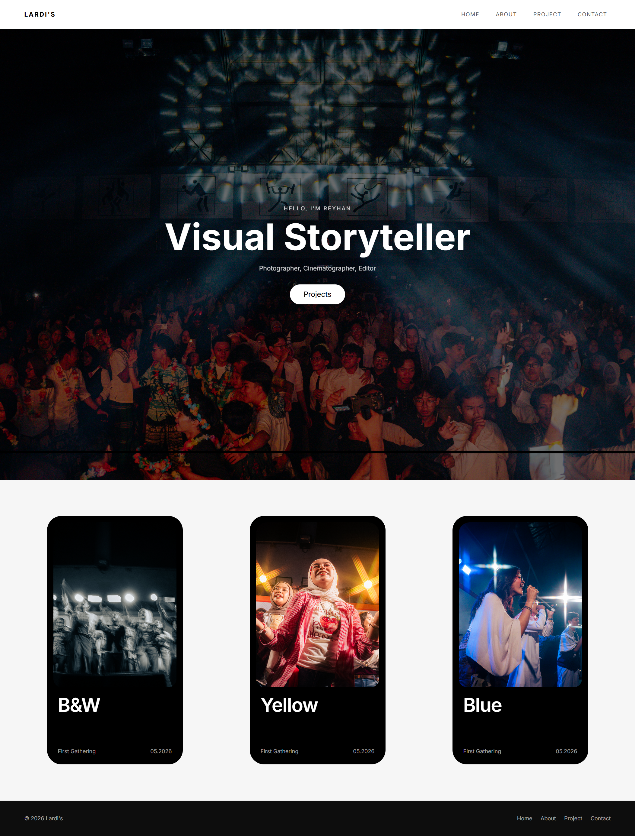 LARDI'S
HOME ABOUT PROJECT CONTACT
HELLO, I'M REYHAN
Visual Storyteller
Photographer, Cinematographer, Editor
Projects
B&W
First Gathering 05.2026
Yellow
First Gathering 05.2026
Blue
First Gathering 05.2026
© 2026 Lardi's
Home About Project Contact